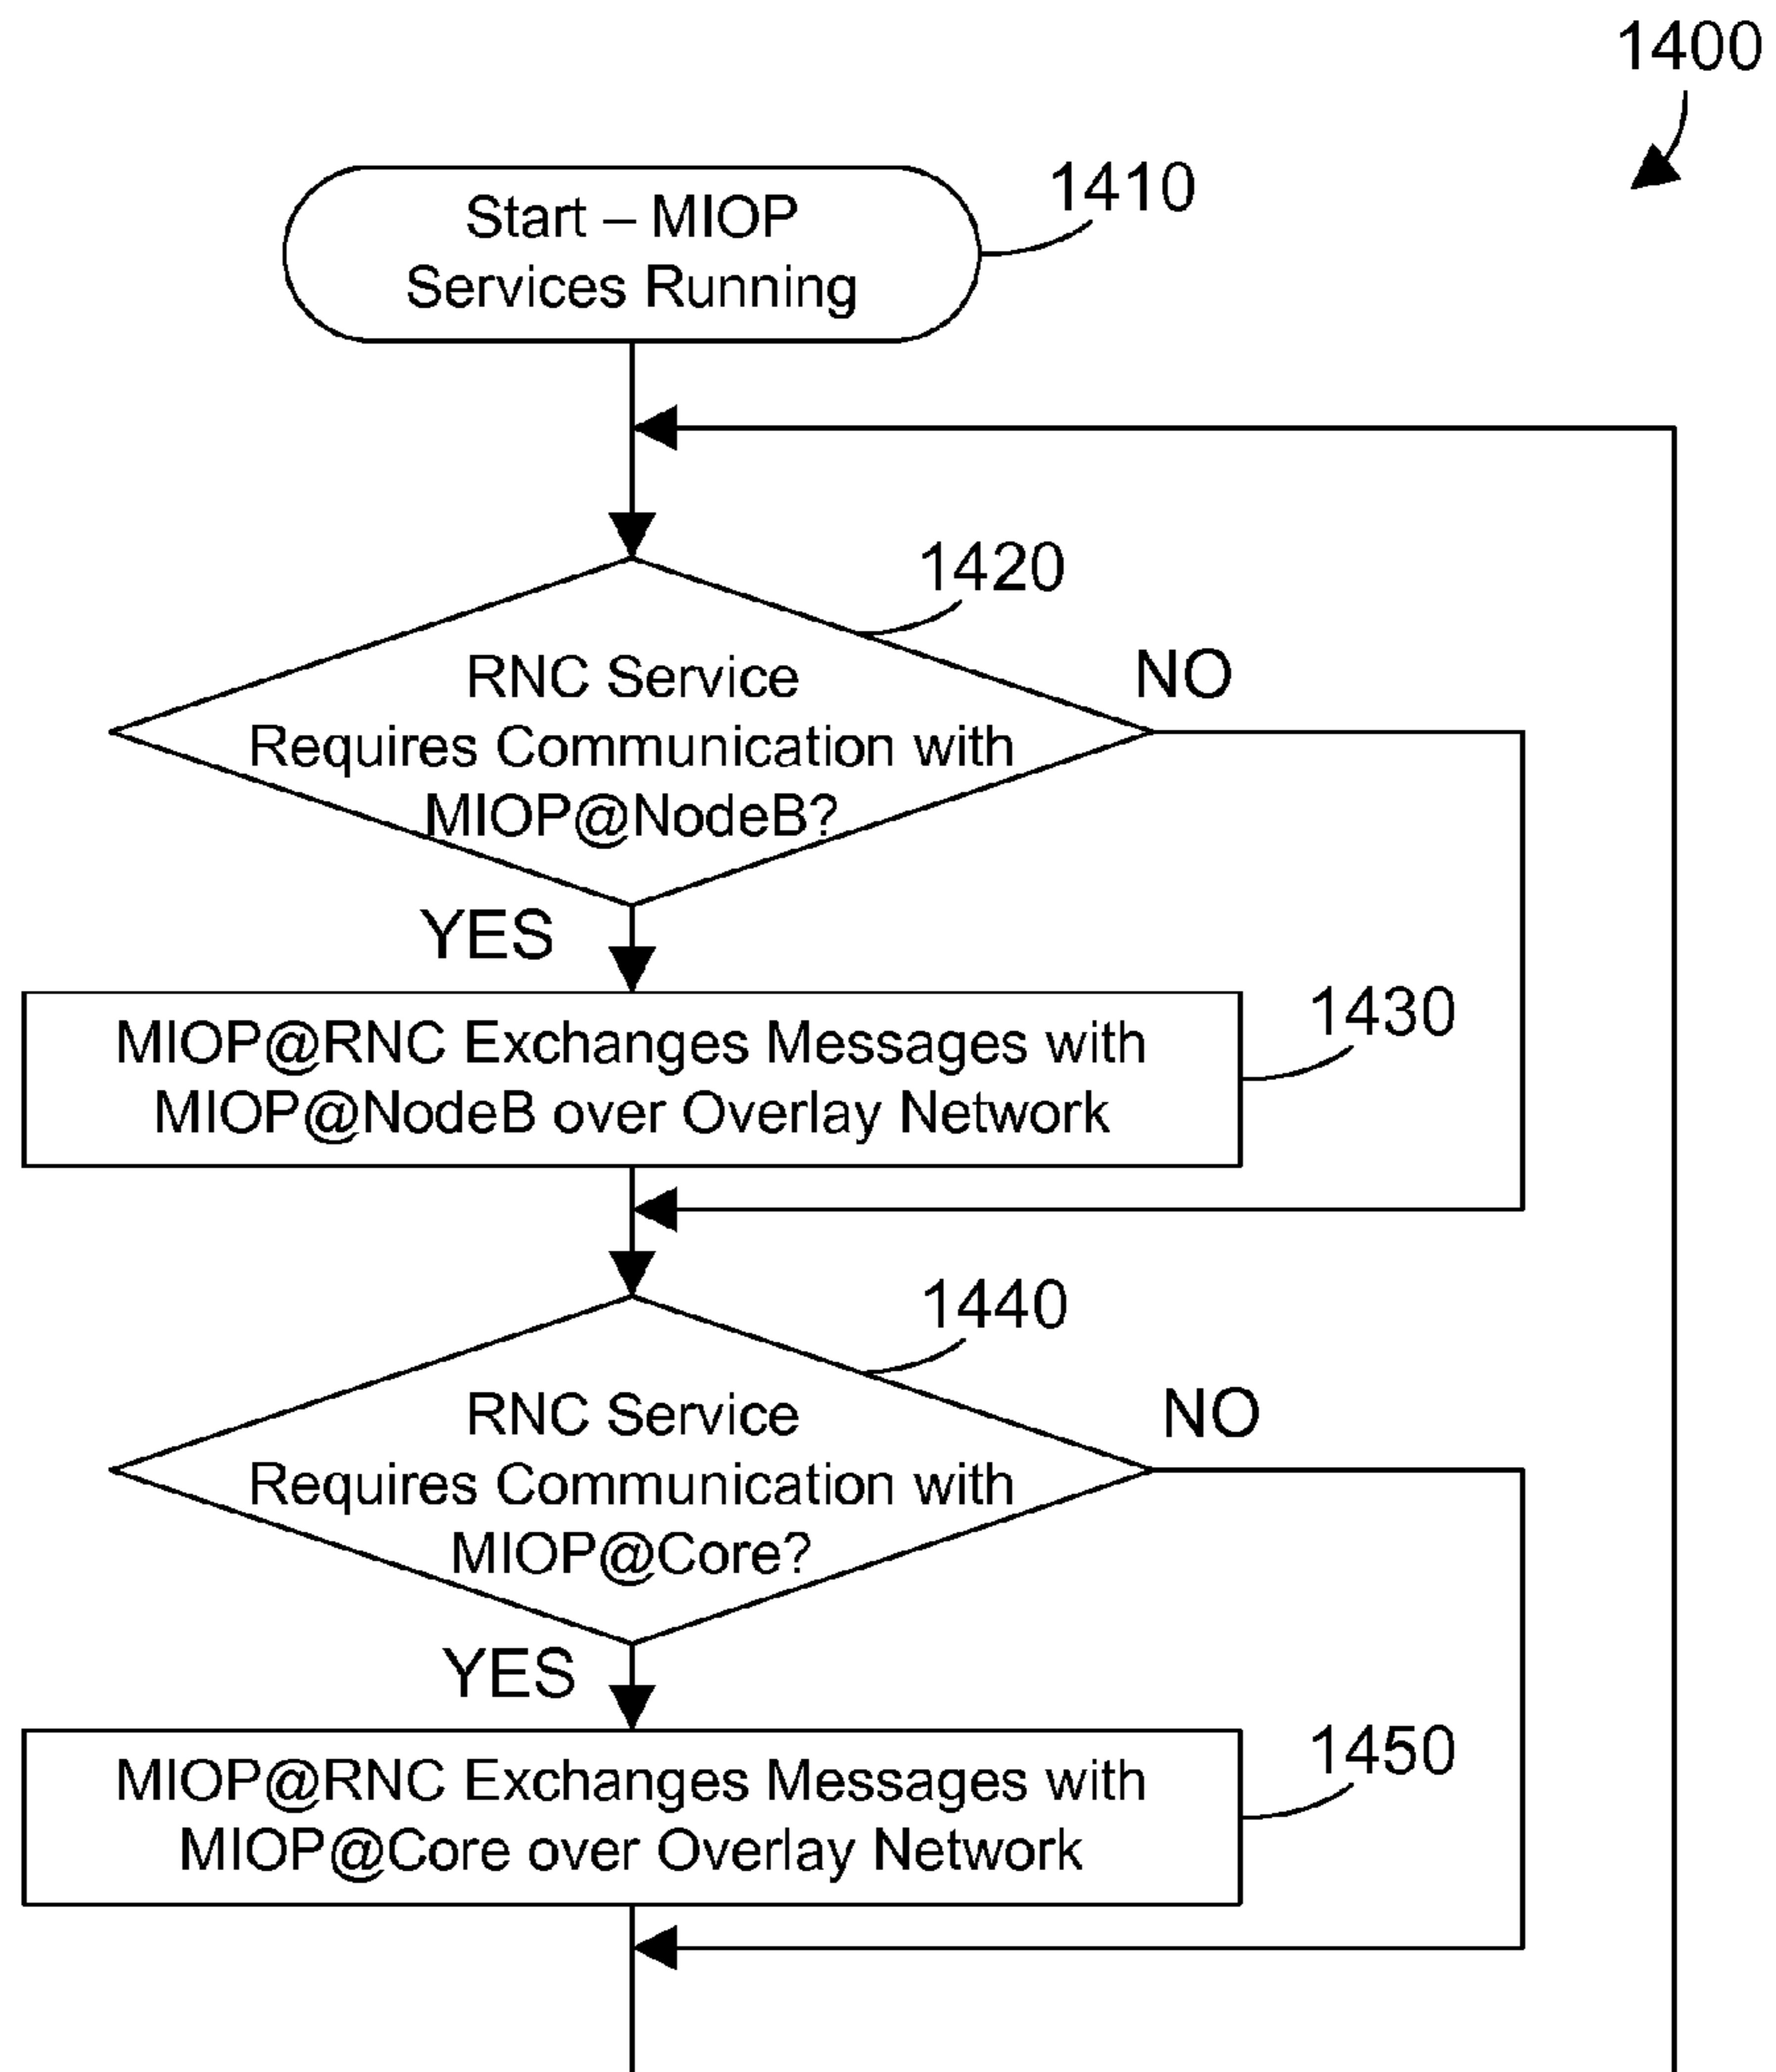 1400
Start – MIOP
Services Running
1410
1420
RNC Service
Requires Communication with
MIOP@NodeB?
NO
YES
1430
MIOP@RNC Exchanges Messages with
MIOP@NodeB over Overlay Network
1440
RNC Service
Requires Communication with
MIOP@Core?
NO
YES
1450
MIOP@RNC Exchanges Messages with
MIOP@Core over Overlay Network